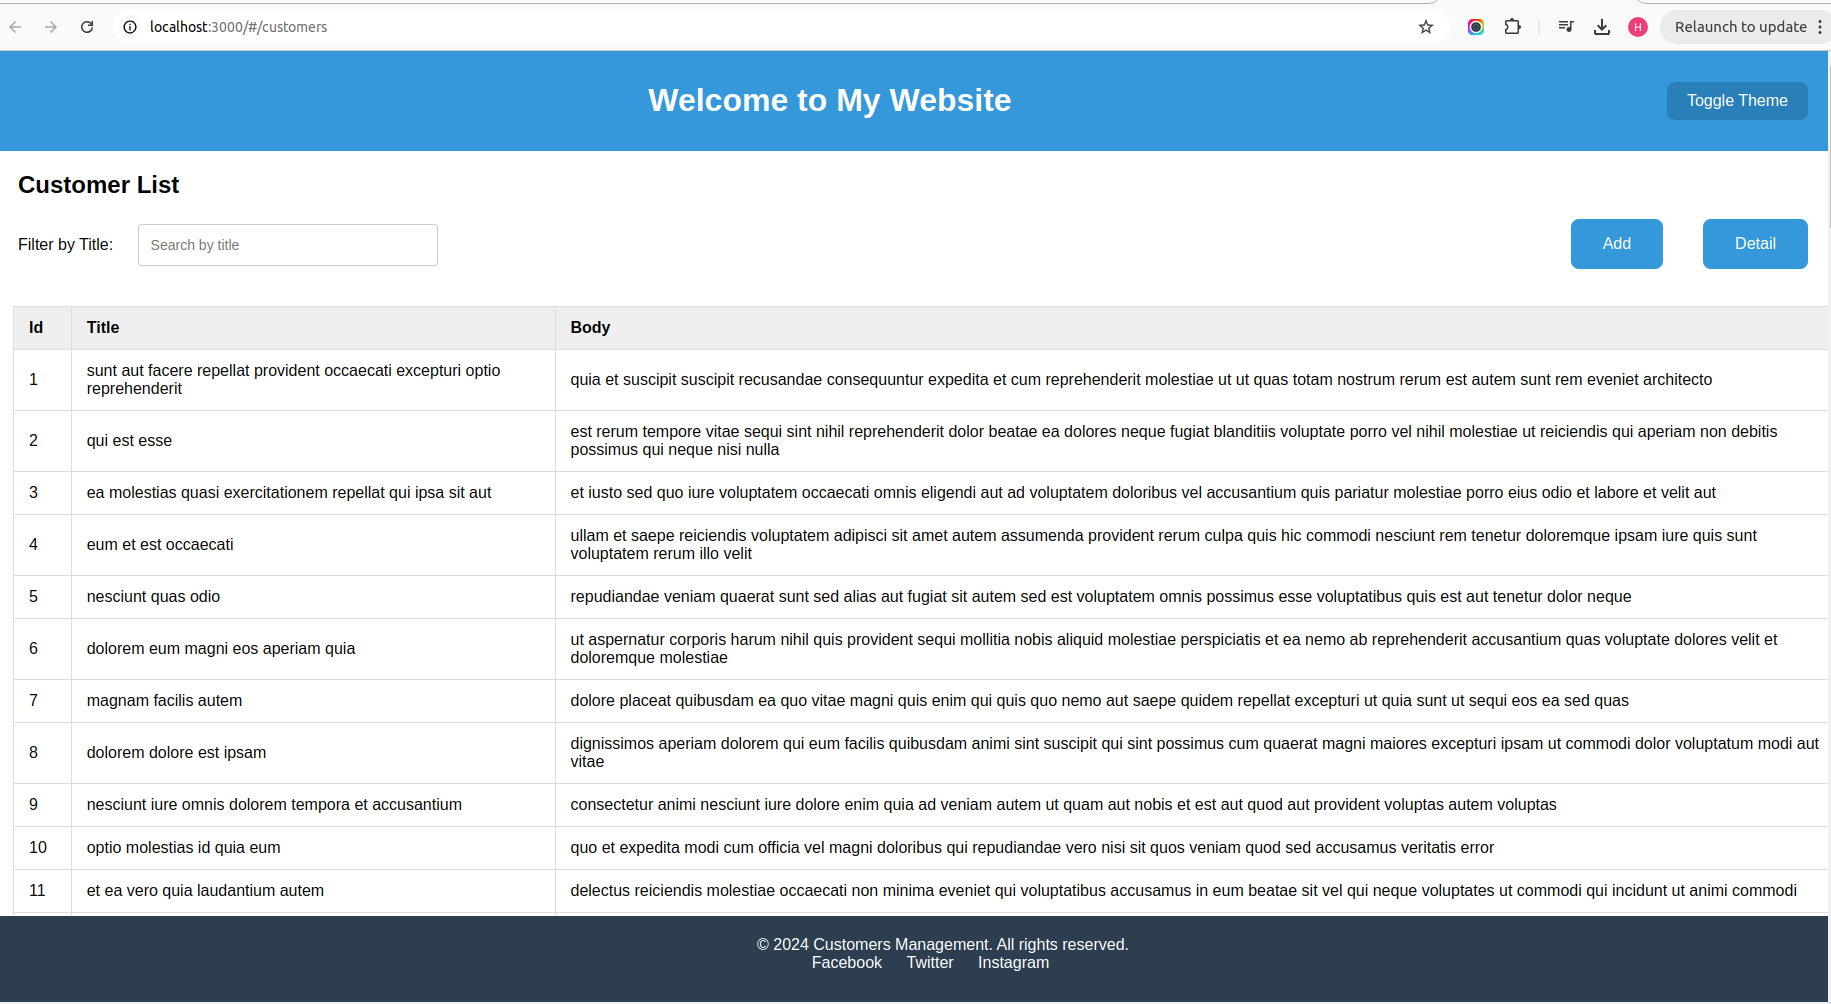 localhost:3000/#/customers
H
Relaunch to update
Welcome to My Website
Toggle Theme
Customer List
Filter by Title:
Search by title
Add
Detail
Id Title Body
1 sunt aut facere repellat provident occaecati excepturi optio
reprehenderit
quia et suscipit suscipit recusandae consequuntur expedita et cum reprehenderit molestiae ut ut quas totam nostrum rerum est autem sunt rem eveniet architecto
2 qui est esse
est rerum tempore vitae sequi sint nihil reprehenderit dolor beatae ea dolores neque fugiat blanditiis voluptate porro vel nihil molestiae ut reiciendis qui aperiam non debitis
possimus qui neque nisi nulla
3 ea molestias quasi exercitationem repellat qui ipsa sit aut
et iusto sed quo iure voluptatem occaecati omnis eligendi aut ad voluptatem doloribus vel accusantium quis pariatur molestiae porro eius odio et labore et velit aut
4 eum et est occaecati
ullam et saepe reiciendis voluptatem adipisci sit amet autem assumenda provident rerum culpa quis hic commodi nesciunt rem tenetur doloremque ipsam iure quis sunt
voluptatem rerum illo velit
5 nesciunt quas odio
repudiandae veniam quaerat sunt sed alias aut fugiat sit autem sed est voluptatem omnis possimus esse voluptatibus quis est aut tenetur dolor neque
6 dolorem eum magni eos aperiam quia
ut aspernatur corporis harum nihil quis provident sequi mollitia nobis aliquid molestiae perspiciatis et ea nemo ab reprehenderit accusantium quas voluptate dolores velit et
doloremque molestiae
7 magnam facilis autem
dolore placeat quibusdam ea quo vitae magni quis enim qui quis quo nemo aut saepe quidem repellat excepturi ut quia sunt ut sequi eos ea sed quas
8 dolorem dolore est ipsam
dignissimos aperiam dolorem qui eum facilis quibusdam animi sint suscipit qui sint possimus cum quaerat magni maiores excepturi ipsam ut commodi dolor voluptatum modi aut
vitae
9 nesciunt iure omnis dolorem tempora et accusantium
consectetur animi nesciunt iure dolore enim quia ad veniam autem ut quam aut nobis et est aut quod aut provident voluptas autem voluptas
10 optio molestias id quia eum
quo et expedita modi cum officia vel magni doloribus qui repudiandae vero nisi sit quos veniam quod sed accusamus veritatis error
11 et ea vero quia laudantium autem
delectus reiciendis molestiae occaecati non minima eveniet qui voluptatibus accusamus in eum beatae sit vel qui neque voluptates ut commodi qui incidunt ut animi commodi
© 2024 Customers Management. All rights reserved.
Facebook Twitter Instagram